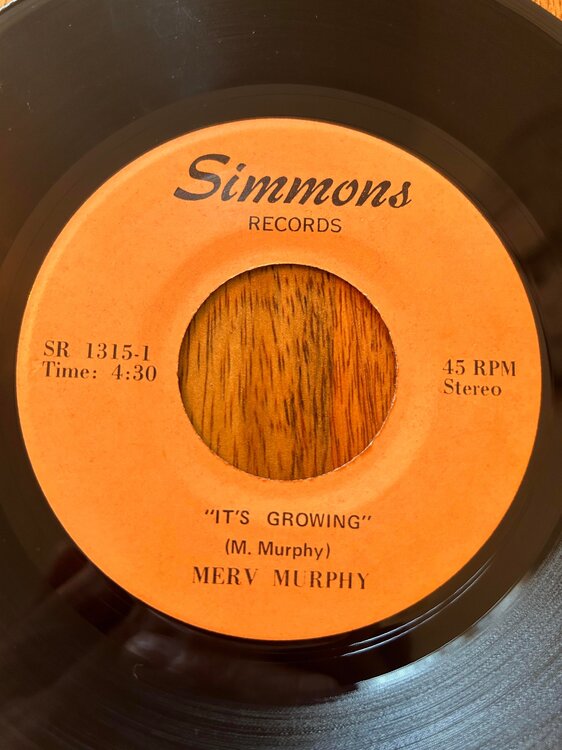 Simmons
RECORDS
SR 1315-1
Time: 4:30
45 RPM
Stereo
"IT'S GROWING"
(M. Murphy)
MERV MURPHY